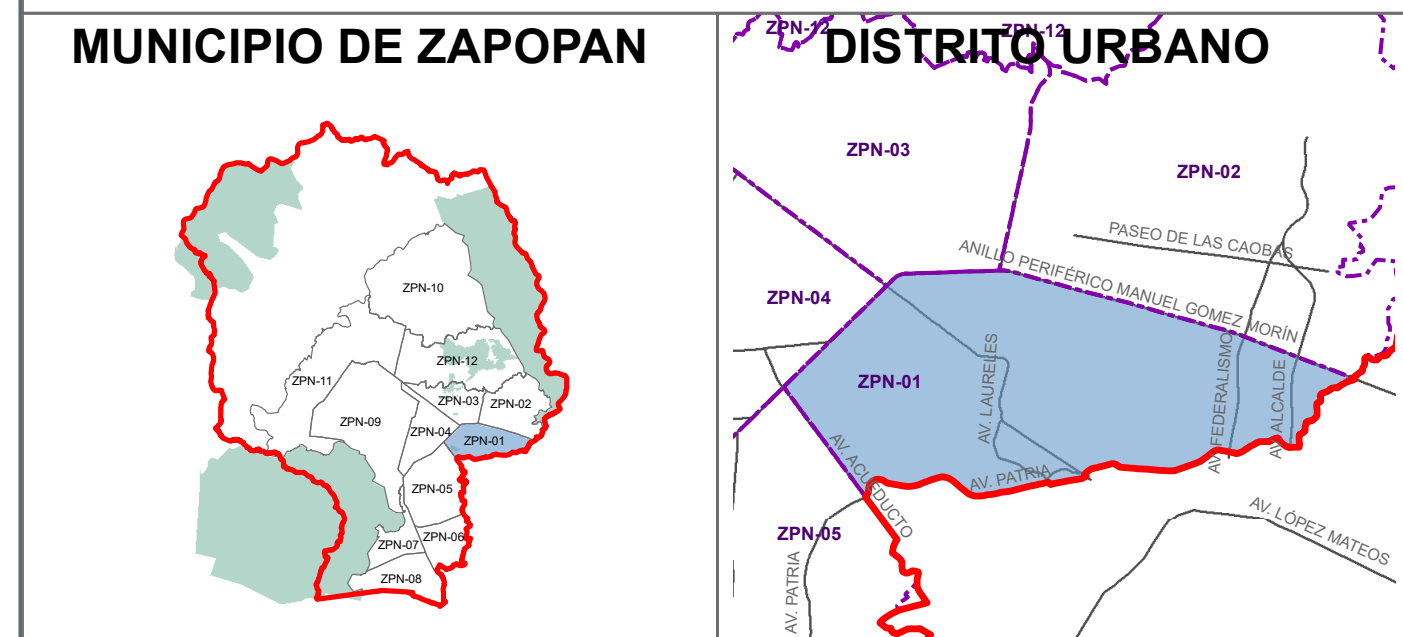 MUNICIPIO DE ZAPOPAN
ZPN-10
ZPN-12
ZPN-11
ZPN-03
ZPN-02
ZPN-09
ZPN-04
ZPN-01
ZPN-05
ZPN-06
ZPN-07
ZPN-08
DISTRITO URBANO
ZPN-12
ZPN-12
ZPN-03
ZPN-02
PASEO DE LAS CAOBAS
ANILLO PERIFÉRICO MANUEL GOMEZ MORÍN
ZPN-04
ZPN-01
AV. LAURELES
AV. FEDERALISMO
AV. ALCALDE
AV. ACUEDUCTO
AV. PATRIA
AV. LÓPEZ MATEOS
ZPN-05
AV. PATRIA